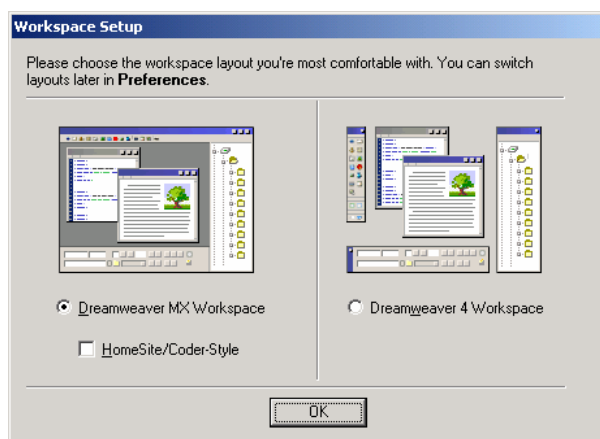 Workspace Setup
Please choose the workspace layout you're most comfortable with. You can switch
layouts later in Preferences.
Dreamweaver MX Workspace
Dreamweaver 4 Workspace
HomeSite/Coder-Style
OK